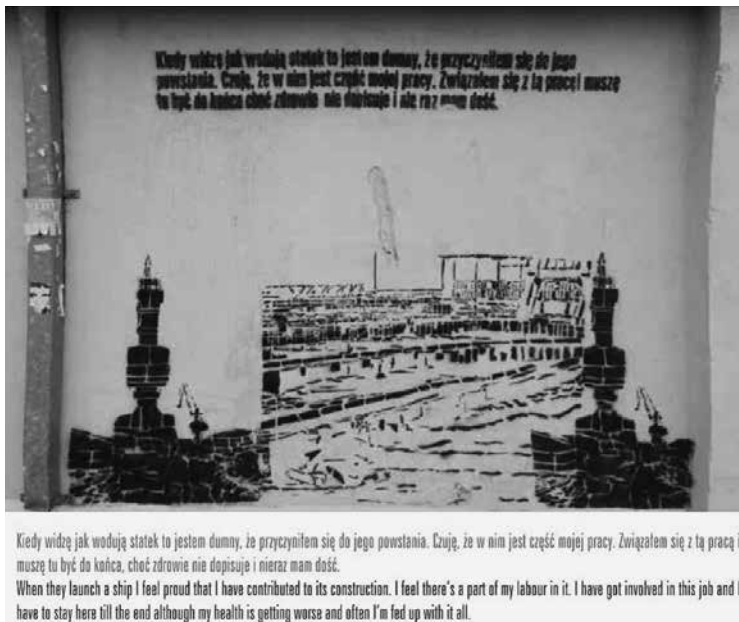 Kiedy widzę jak wodują statek to jestem dumny, że przyczyniłem się do jego
powstania. Czuję, że w nim jest część mojej pracy. Związałem się z tą pracą i muszę
tu być do końca choć zdrowie nie dopisuje i nie raz mam dość.
Kiedy widzę jak wodują statek to jestem dumny, że przyczyniłem się do jego powstania. Czuję, że w nim jest część mojej pracy. Związałem się z tą pracą i
muszę tu być do końca, choć zdrowie nie dopisuje i nieraz mam dość.
When they launch a ship I feel proud that I have contributed to its construction. I feel there's a part of my labour in it. I have got involved in this job and I
have to stay here till the end although my health is getting worse and often I'm fed up with it all.